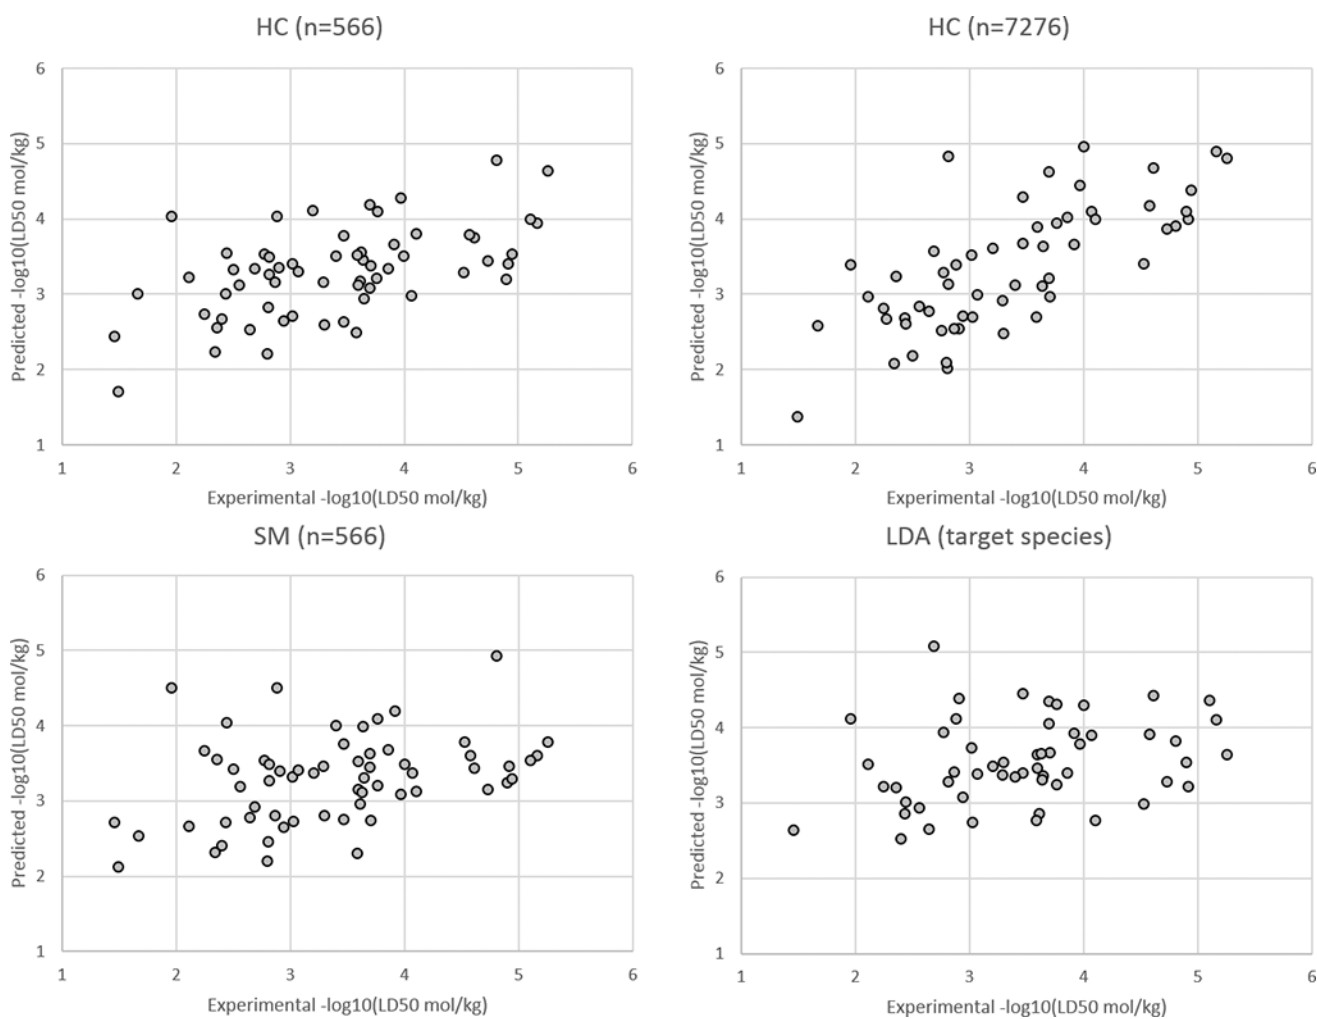 HC (n=566)
6
5
4
3
2
1
1 2 3 4 5 6
Predicted -log10(LD50 mol/kg)
Experimental -log10(LD50 mol/kg)
HC (n=7276)
6
5
4
3
2
1
1 2 3 4 5 6
Predicted -log10(LD50 mol/kg)
Experimental -log10(LD50 mol/kg)
SM (n=566)
6
5
4
3
2
1
1 2 3 4 5 6
Predicted -log10(LD50 mol/kg)
Experimental -log10(LD50 mol/kg)
LDA (target species)
6
5
4
3
2
1
1 2 3 4 5 6
Predicted -log10(LD50 mol/kg)
Experimental -log10(LD50 mol/kg)